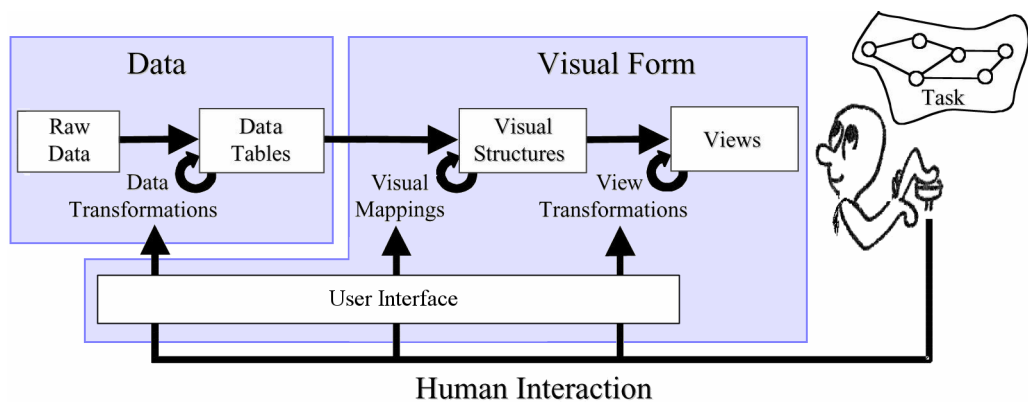 Data
Visual Form
Task
Raw
Data
Data
Tables
Visual
Structures
Views
Data
Transformations
Visual
Mappings
View
Transformations
User Interface
Human Interaction